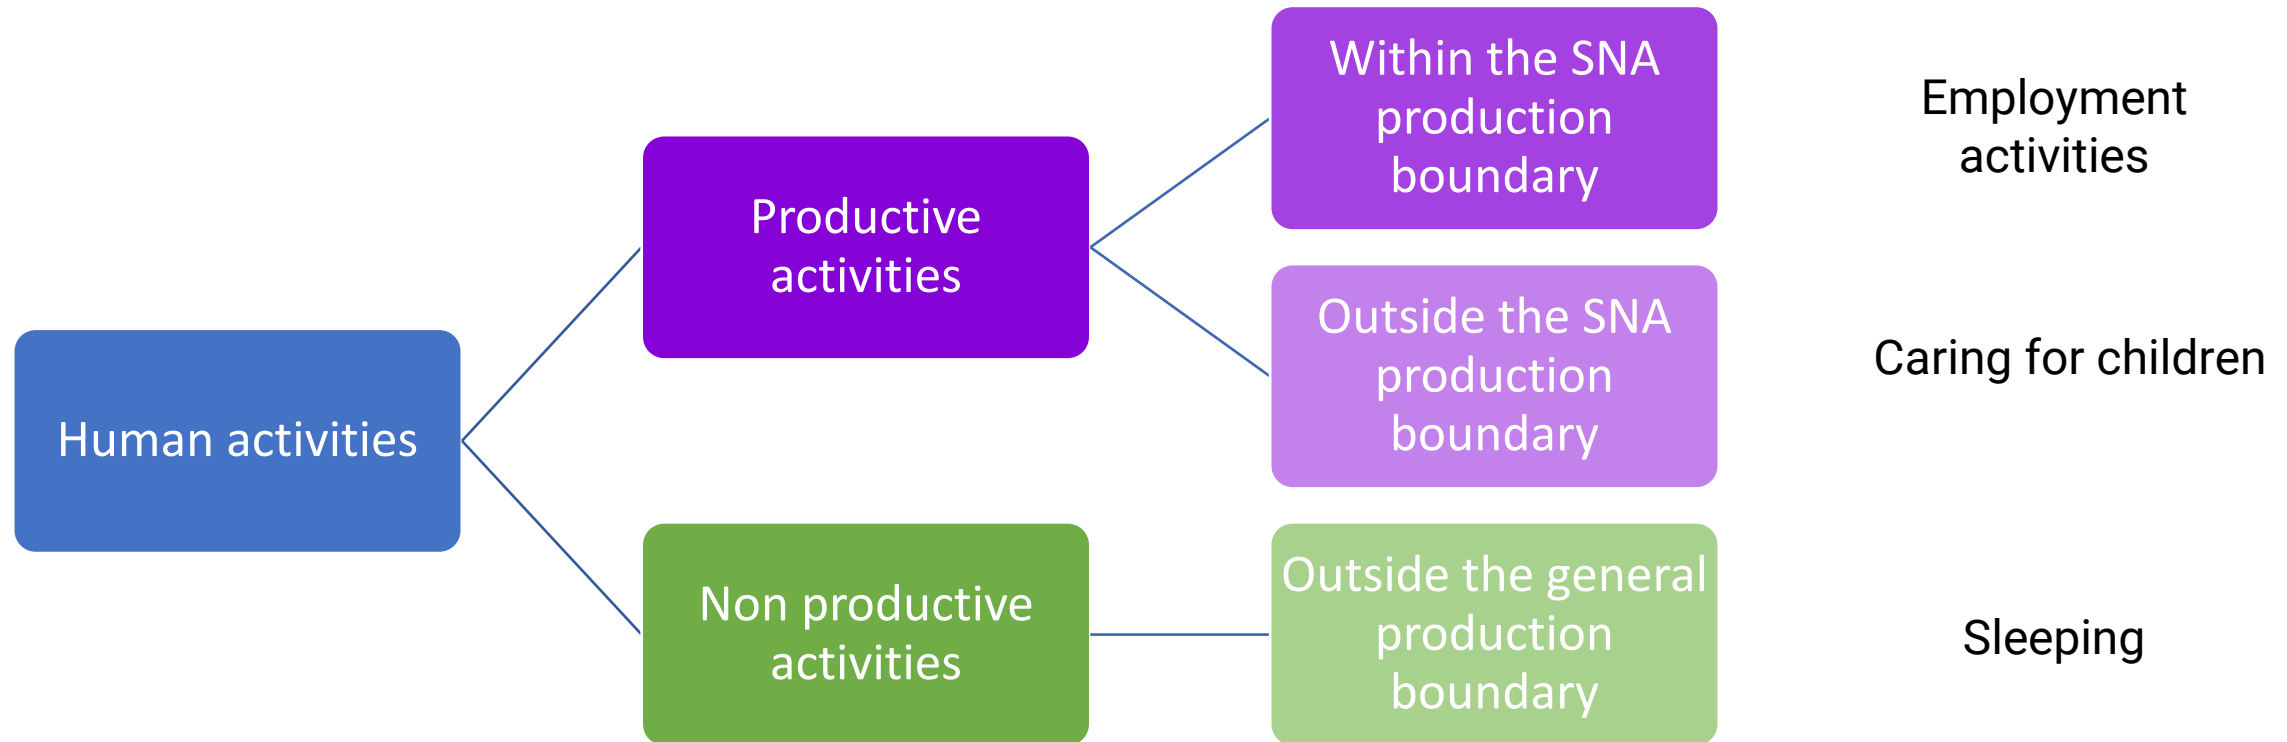 Within the SNA
production
boundary
Employment
activities
Productive
activities
Outside the SNA
production
boundary
Caring for children
Human activities
Non productive
activities
Outside the general
production
boundary
Sleeping